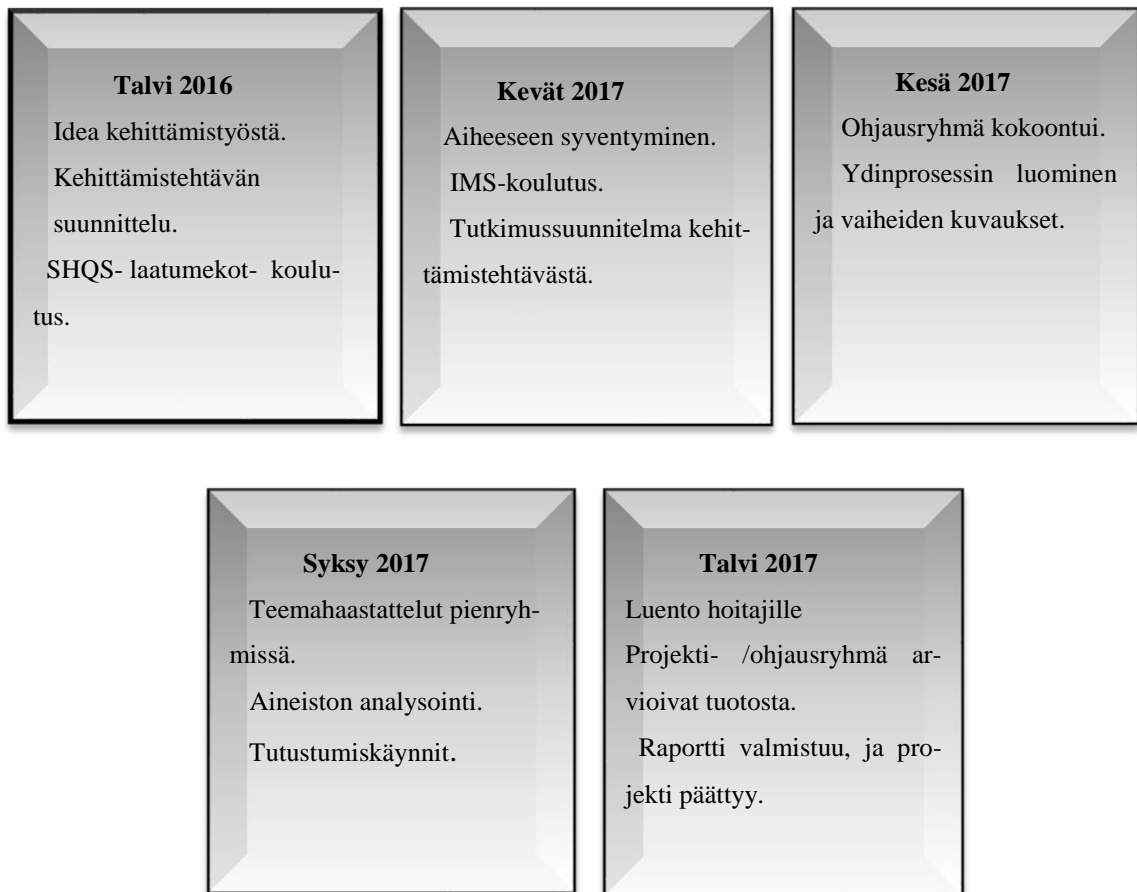 Talvi 2016
Idea kehittämistyöstä.
Kehittämistehtävän
suunnittelu.
SHQS- laatumekot- koulu-
tus.
Kevät 2017
Aiheeseen syventyminen.
IMS-koulutus.
Tutkimussuunnitelma kehit-
tämistehtävästä.
Kesä 2017
Ohjausryhmä kokoontui.
Ydinprosessin luominen
ja vaiheiden kuvaukset.
Syksy 2017
Teemahaastattelut pienryh-
missä.
Aineiston analysointi.
Tutustumiskäynnit.
Talvi 2017
Luento hoitajille
Projekti- /ohjausryhmä ar-
vioivat tuotosta.
Raportti valmistuu, ja pro-
jekti päättyy.